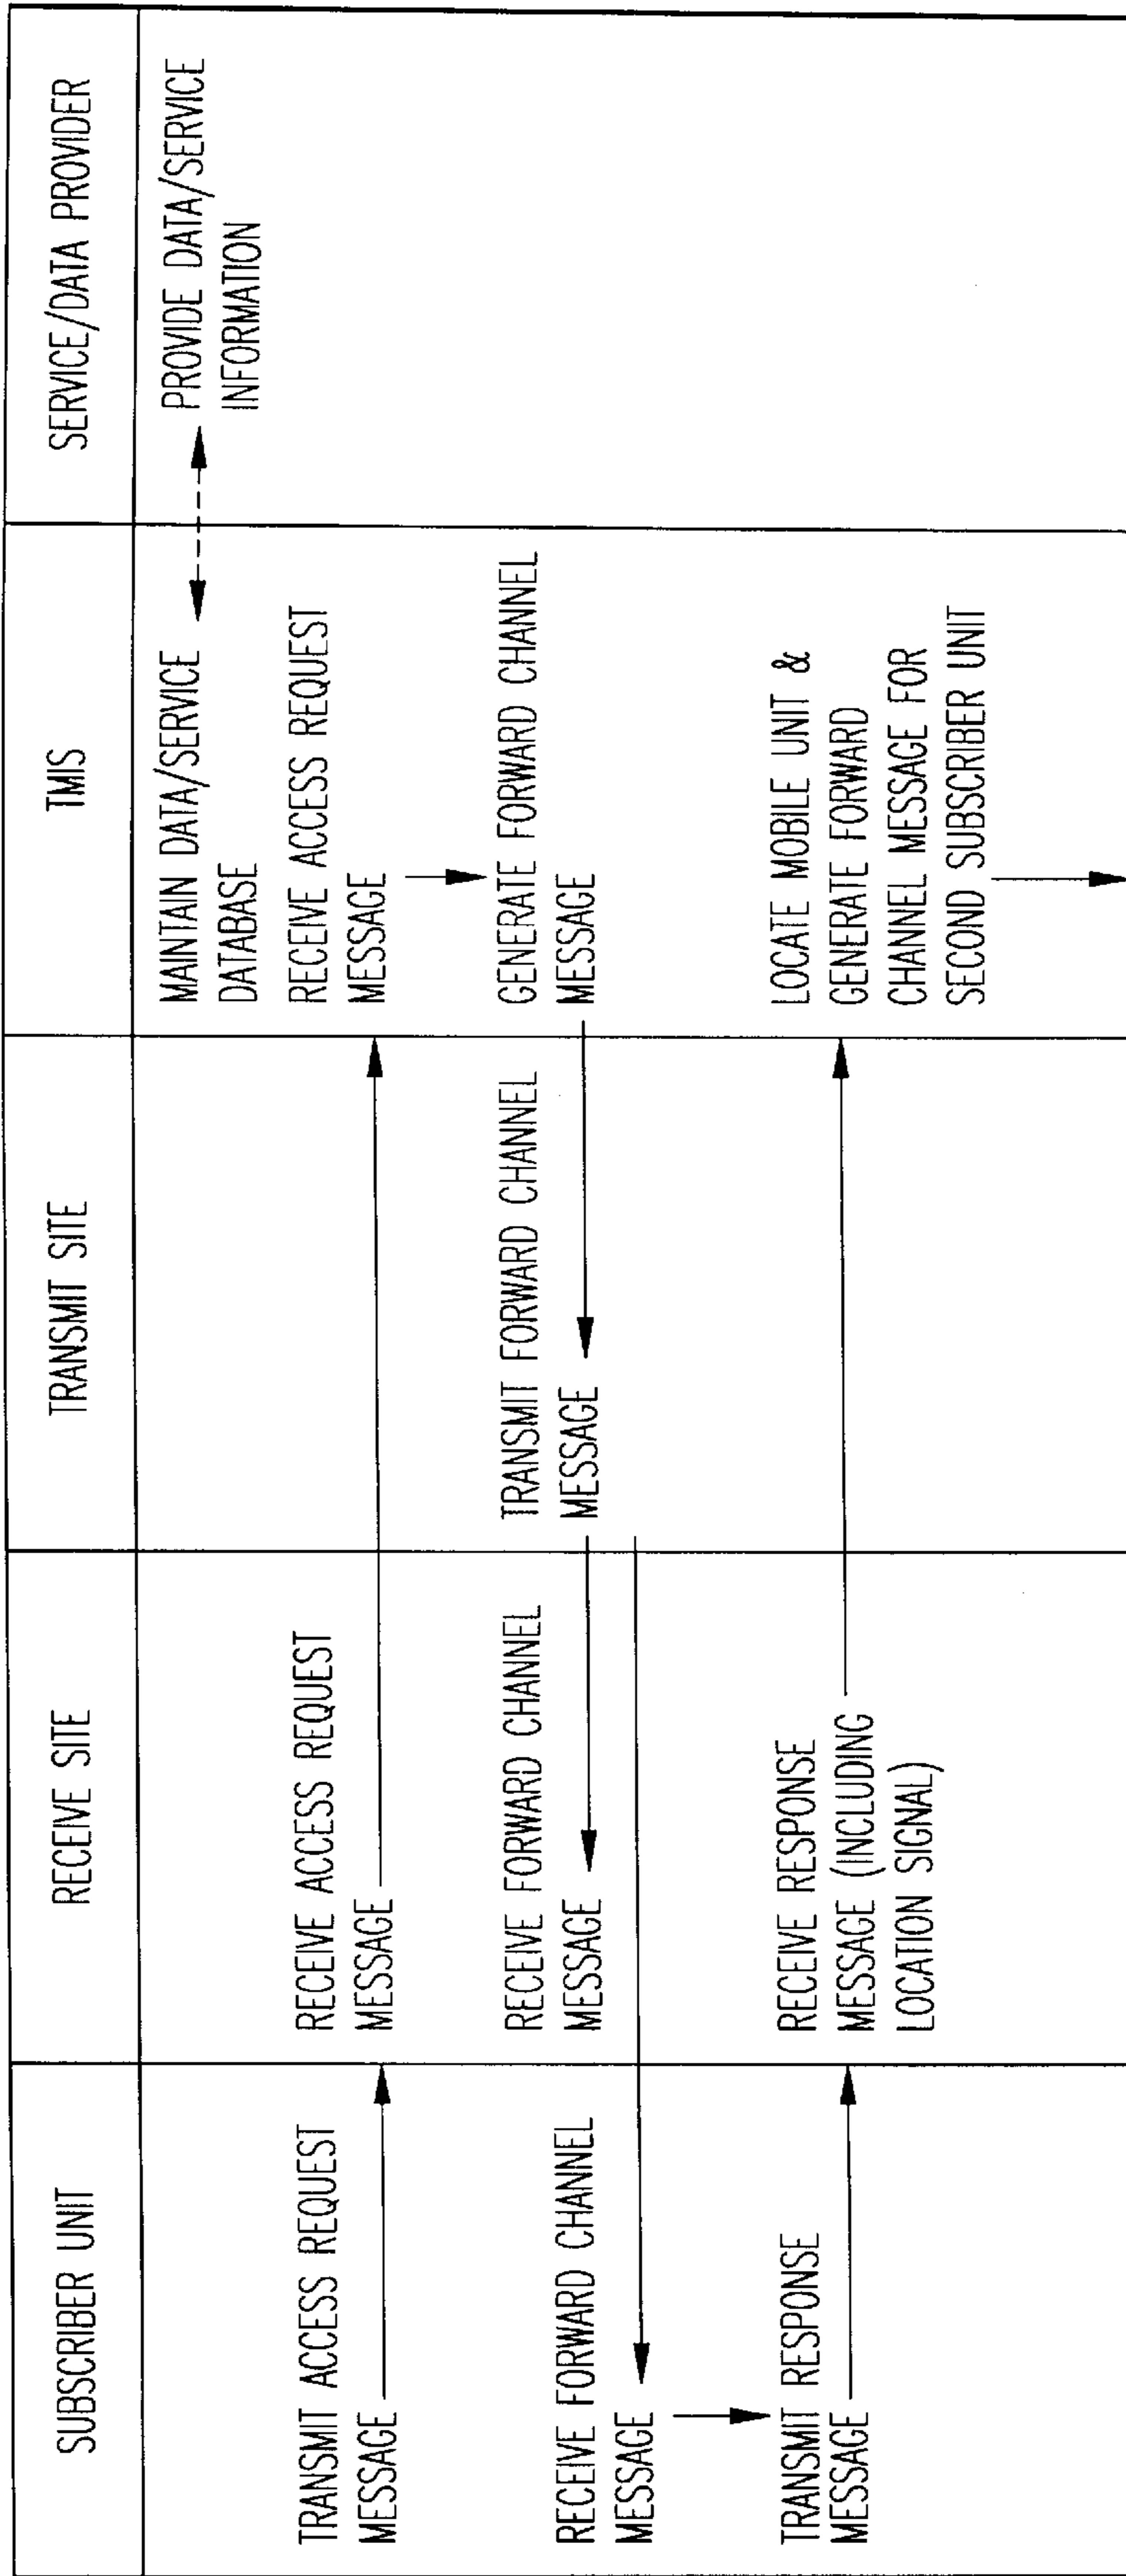 SUBSCRIBER UNIT
RECEIVE SITE
TRANSMIT SITE
TMIS
SERVICE/DATA PROVIDER
MAINTAIN DATA/SERVICE
DATABASE
PROVIDE DATA/SERVICE
INFORMATION
TRANSMIT ACCESS REQUEST
MESSAGE
RECEIVE ACCESS REQUEST
MESSAGE
RECEIVE ACCESS REQUEST
MESSAGE
GENERATE FORWARD CHANNEL
MESSAGE
TRANSMIT FORWARD CHANNEL
MESSAGE
RECEIVE FORWARD CHANNEL
MESSAGE
RECEIVE FORWARD CHANNEL
MESSAGE
TRANSMIT RESPONSE
MESSAGE
RECEIVE RESPONSE
MESSAGE (INCLUDING
LOCATION SIGNAL)
LOCATE MOBILE UNIT &
GENERATE FORWARD
CHANNEL MESSAGE FOR
SECOND SUBSCRIBER UNIT